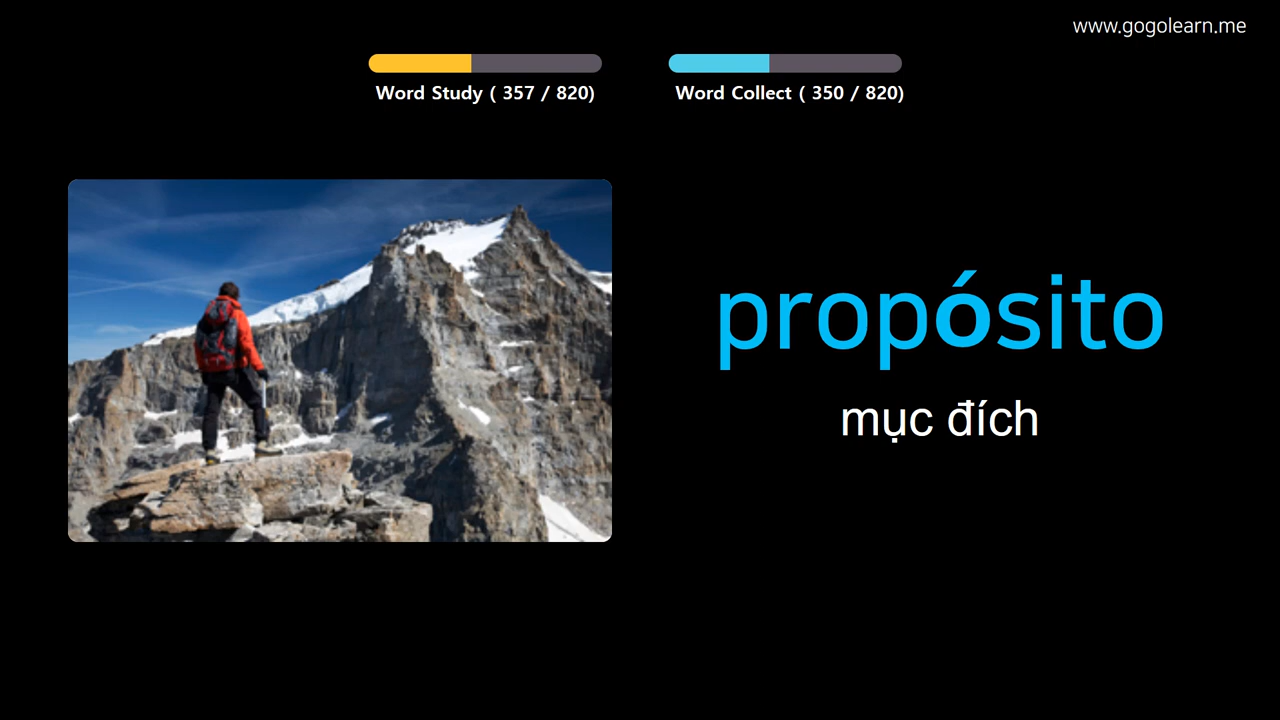 www.gogolearn.me
Word Study ( 357 / 820)
Word Collect ( 350 / 820)
propósito
mục đích